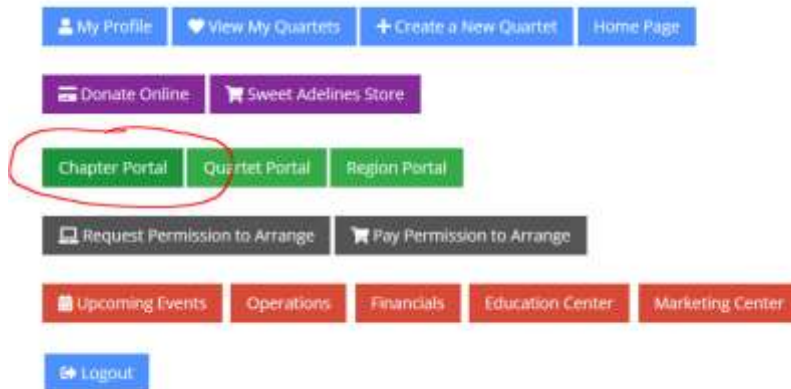 My Profile View My Quartets Create a New Quartet Home Page
Donate Online Sweet Adelines Store
Chapter Portal Quartet Portal Region Portal
Request Permission to Arrange Pay Permission to Arrange
Upcoming Events Operations Financials Education Center Marketing Center
Logout